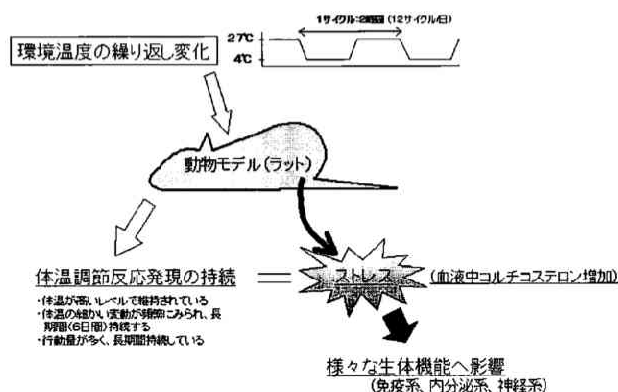 1サイクル:2時間(12サイクル/日)
27℃
4℃
環境温度の繰り返し変化
動物モデル(ラット)
体温調節反応発現の持続
=
ストレス
(血液中コルチコステロン増加)
・体温が高いレベルで維持されている
・体温の細かい変動が頻繁にみられ、長
期間(6日間)持続する
・行動量が多く、長期間持続している
様々な生体機能へ影響
(免疫系、内分泌系、神経系)